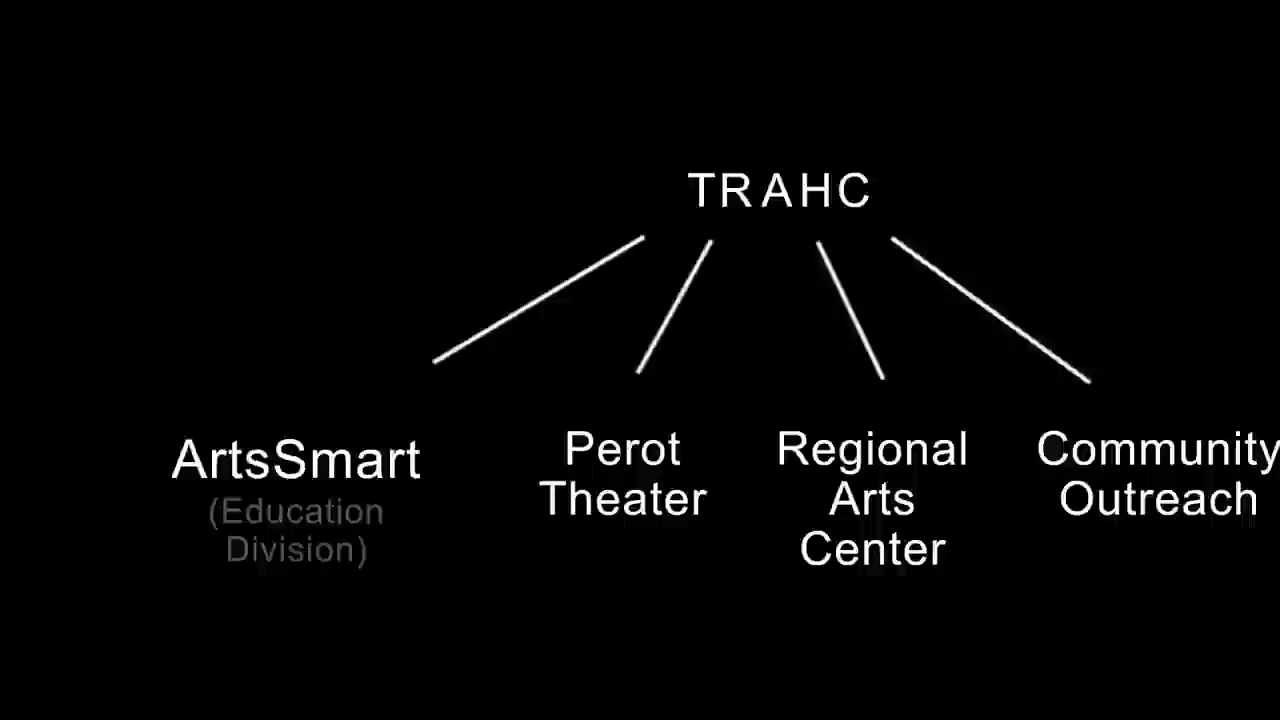 TRAHC
ArtsSmart
(Education
Division)
Perot
Theater
Regional
Arts
Center
Community
Outreach